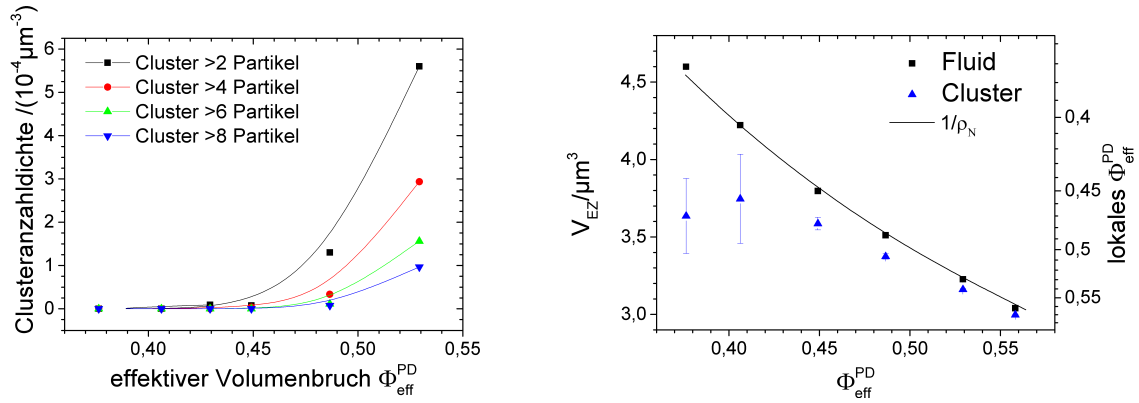 Clusteranzahldichte /(10⁻⁴µm⁻³)
6
5
4
3
2
1
0
Cluster >2 Partikel
Cluster >4 Partikel
Cluster >6 Partikel
Cluster >8 Partikel
0,40
0,45
0,50
0,55
effektiver Volumenbruch Φ_eff^PD
V_EZ/µm³
4,5
4,0
3,5
3,0
Fluid
Cluster
1/ρ_N
0,4
0,45
0,5
0,55
lokales Φ_eff^PD
0,40
0,45
0,50
0,55
Φ_eff^PD